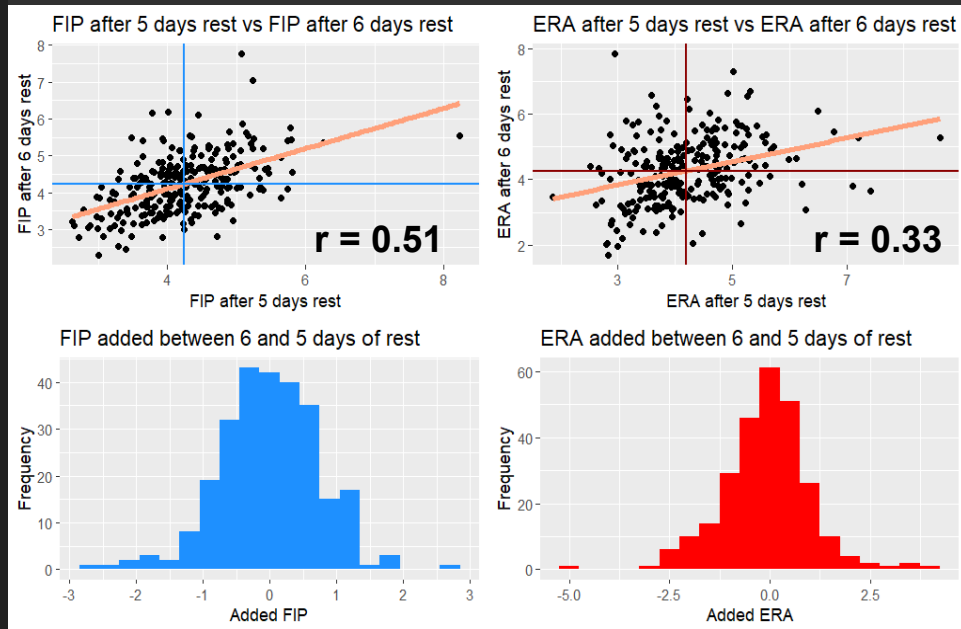 FIP after 5 days rest vs FIP after 6 days rest
FIP after 6 days rest
8
7
6
5
4
3
r = 0.51
4
6
8
FIP after 5 days rest
ERA after 5 days rest vs ERA after 6 days rest
ERA after 6 days rest
8
6
4
2
r = 0.33
3
5
7
ERA after 5 days rest
FIP added between 6 and 5 days of rest
Frequency
40
30
20
10
0
-3
-2
-1
0
1
2
3
Added FIP
ERA added between 6 and 5 days of rest
Frequency
60
40
20
0
-5.0
-2.5
0.0
2.5
Added ERA